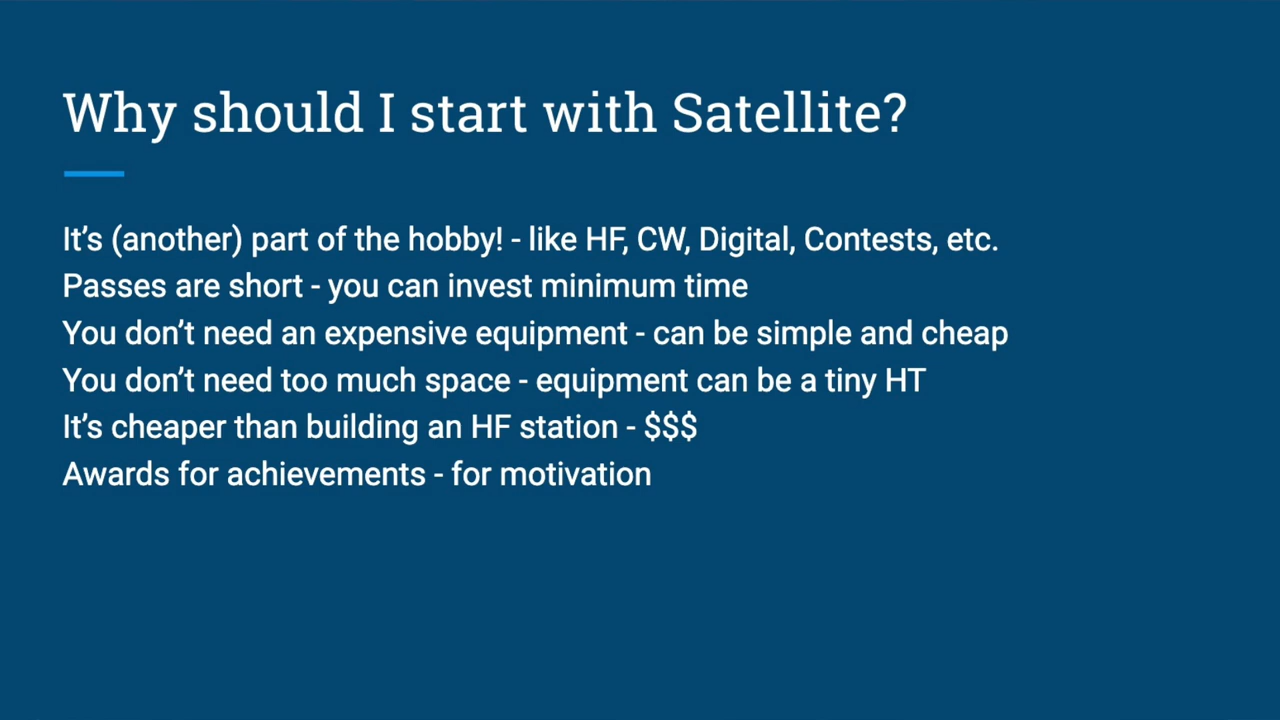 Why should I start with Satellite?
It's (another) part of the hobby! - like HF, CW, Digital, Contests, etc.
Passes are short - you can invest minimum time
You don't need an expensive equipment - can be simple and cheap
You don't need too much space - equipment can be a tiny HT
It's cheaper than building an HF station - $$$
Awards for achievements - for motivation